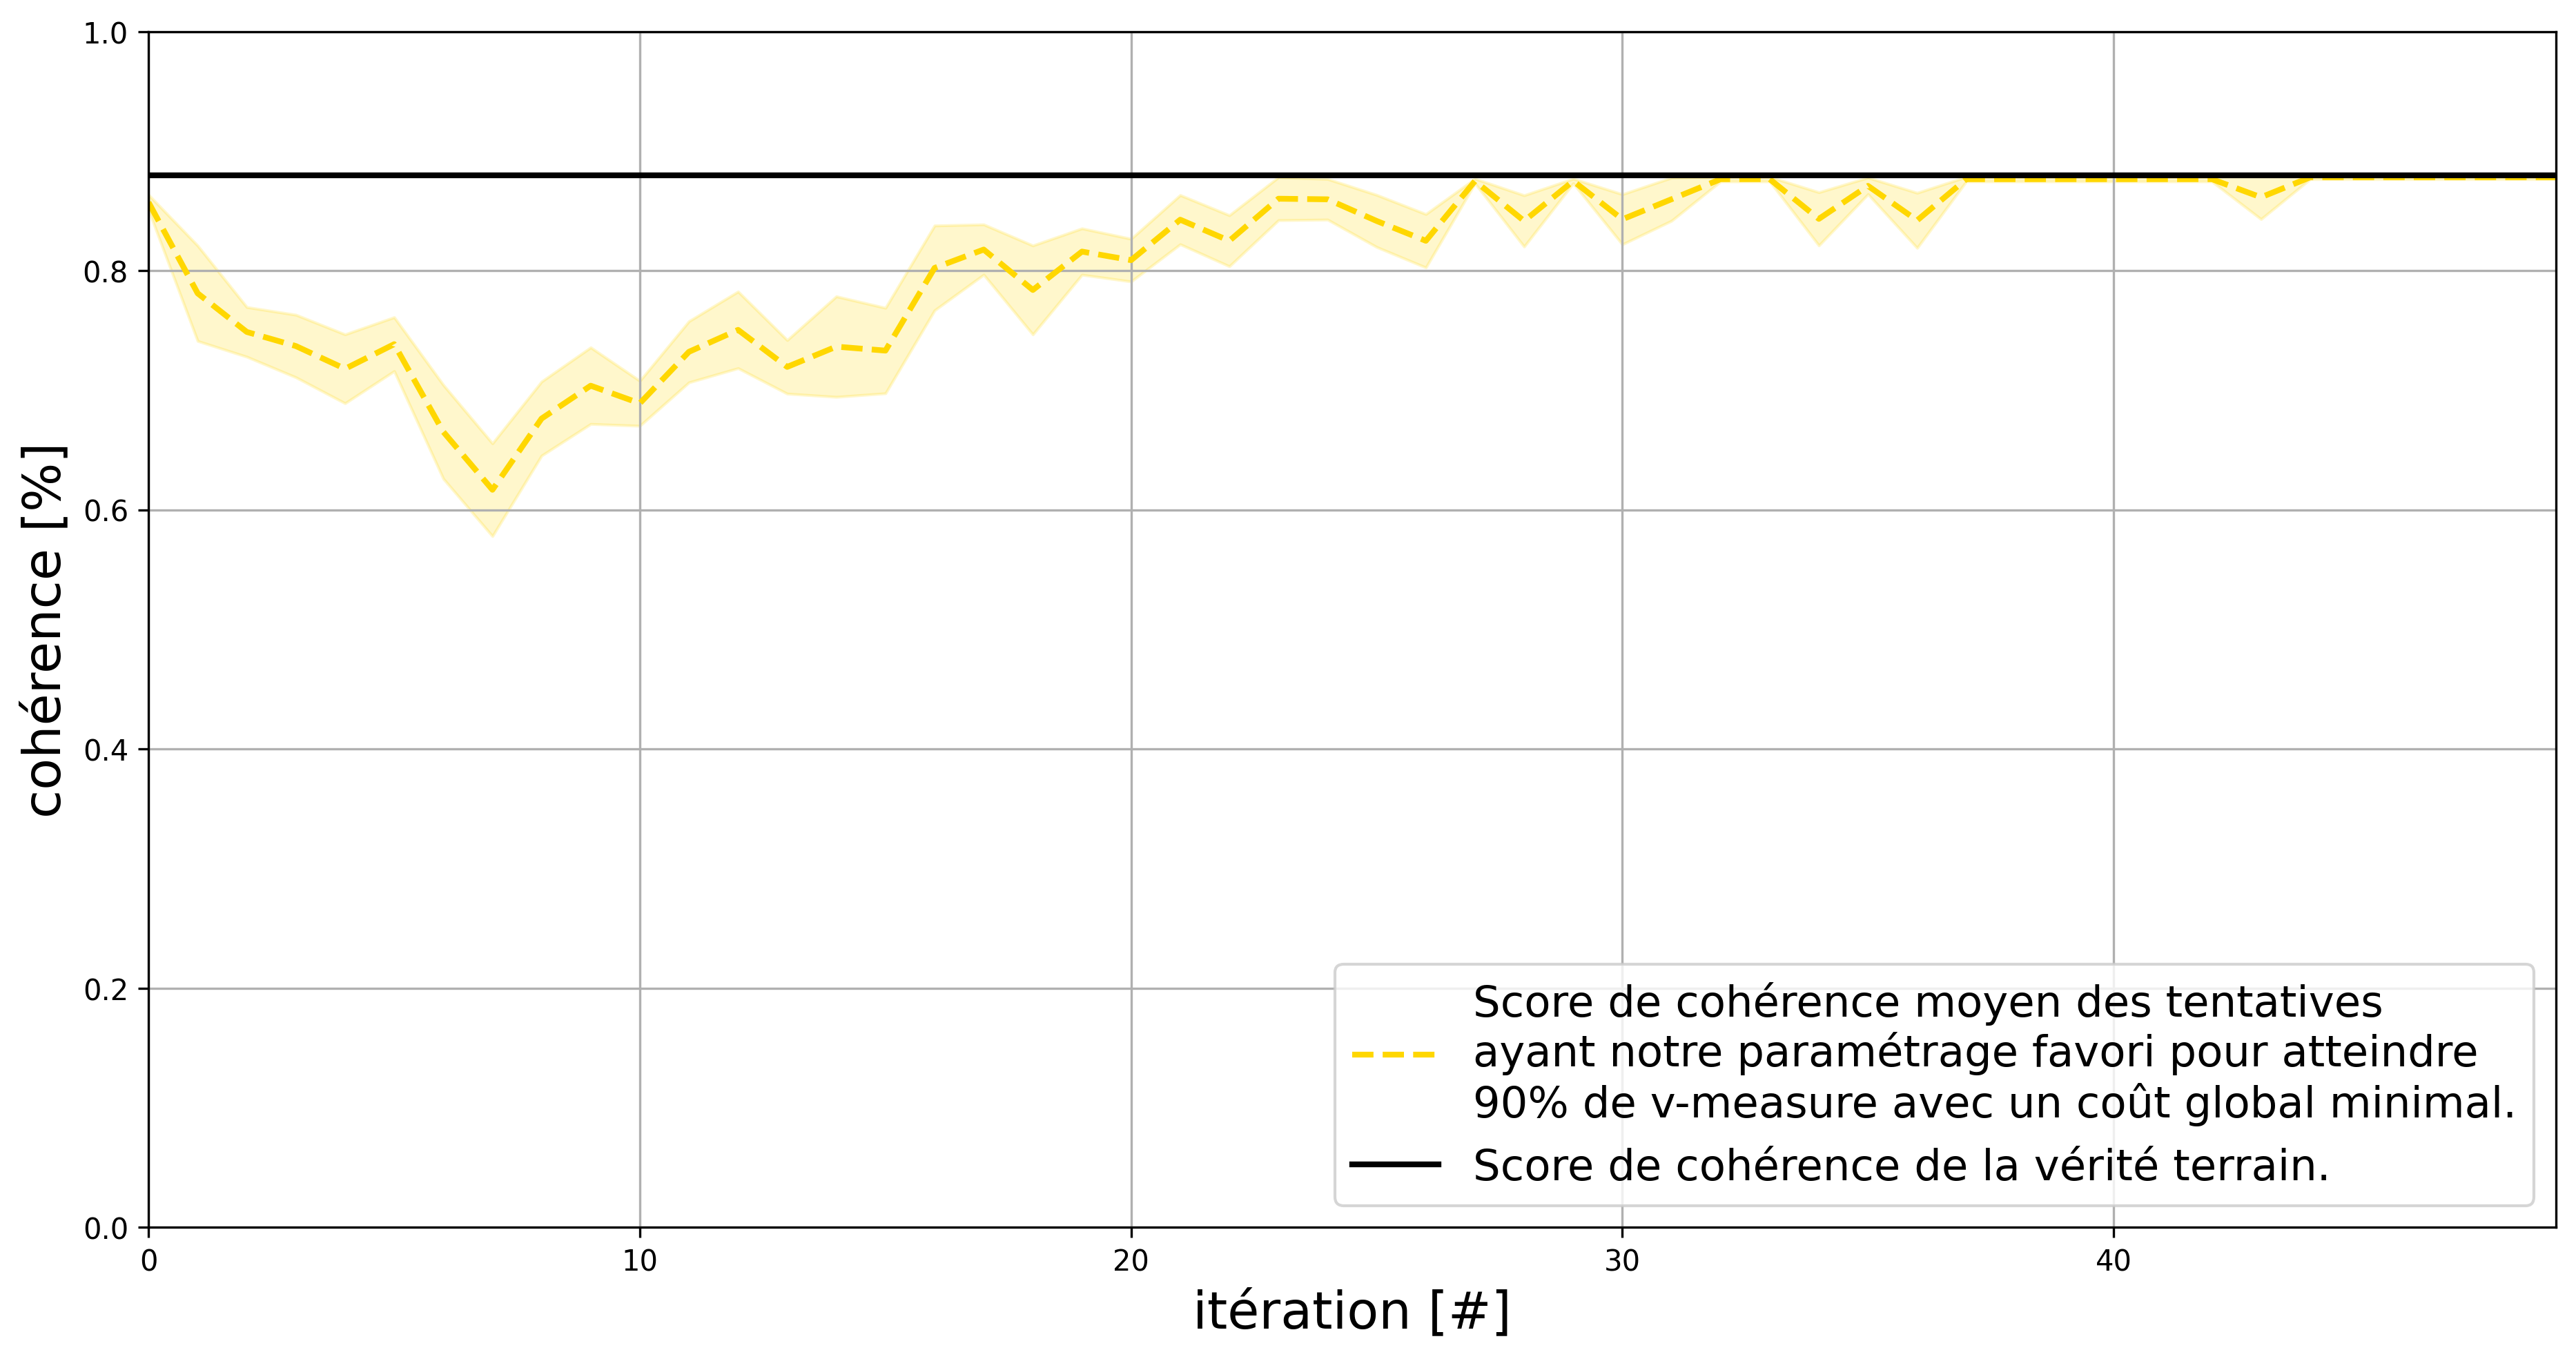 1.0
0.8
0.6
0.4
0.2
0.0
cohérence [%]
0
10
20
30
40
itération [#]
Score de cohérence moyen des tentatives
ayant notre paramétrage favori pour atteindre
90% de v-measure avec un coût global minimal.
Score de cohérence de la vérité terrain.